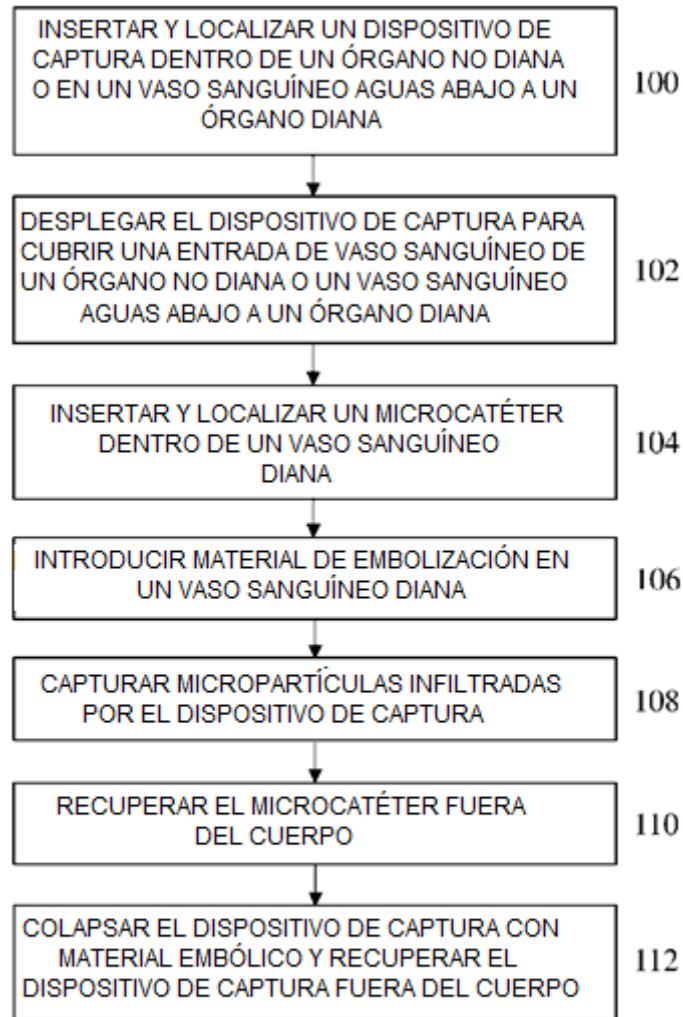 INSERTAR Y LOCALIZAR UN DISPOSITIVO DE
CAPTURA DENTRO DE UN ÓRGANO NO DIANA
O EN UN VASO SANGUÍNEO AGUAS ABAJO A UN
ÓRGANO DIANA
100
DESPLEGAR EL DISPOSITIVO DE CAPTURA PARA
CUBRIR UNA ENTRADA DE VASO SANGUÍNEO DE
UN ÓRGANO NO DIANA O UN VASO SANGUÍNEO
AGUAS ABAJO A UN ÓRGANO DIANA
102
INSERTAR Y LOCALIZAR UN MICROCATÉTER
DENTRO DE UN VASO SANGUÍNEO
DIANA
104
INTRODUCIR MATERIAL DE EMBOLIZACIÓN EN
UN VASO SANGUÍNEO DIANA
106
CAPTURAR MICROPARTÍCULAS INFILTRADAS
POR EL DISPOSITIVO DE CAPTURA
108
RECUPERAR EL MICROCATÉTER FUERA
DEL CUERPO
110
COLAPSAR EL DISPOSITIVO DE CAPTURA CON
MATERIAL EMBÓLICO Y RECUPERAR EL
DISPOSITIVO DE CAPTURA FUERA DEL CUERPO
112